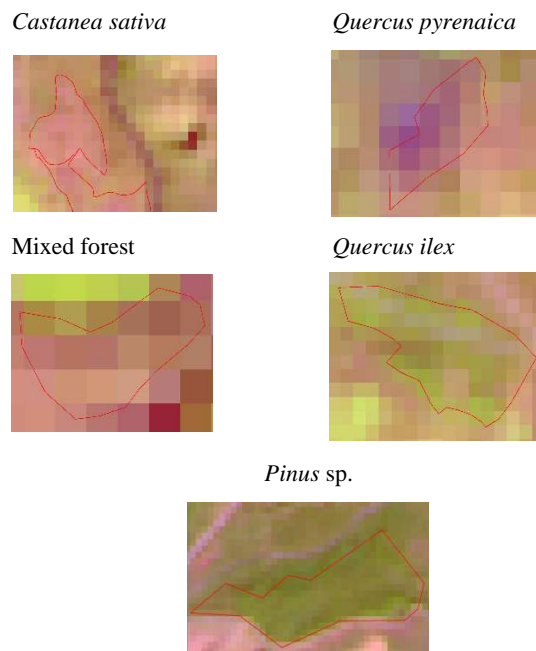 Castanea sativa
Quercus pyrenaica
Mixed forest
Quercus ilex
Pinus sp.